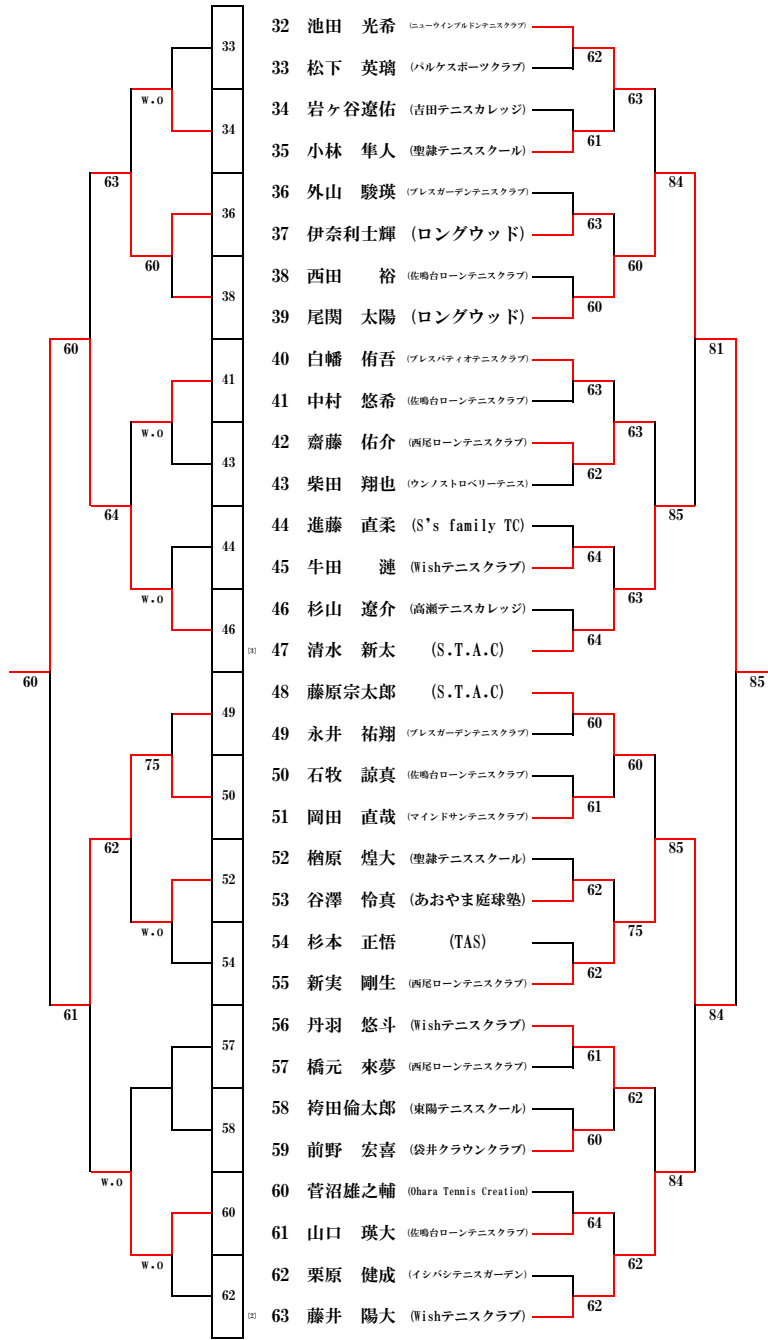 32 池田 光希 (ニューウインブルドンテニスクラブ)
33 松下 英璃 (パルケスポーツクラブ)
34 岩ヶ谷遼佑 (吉田テニスカレッジ)
35 小林 隼人 (聖隷テニススクール)
36 外山 駿瑛 (ブレスガーデンテニスクラブ)
37 伊奈利士輝 (ロングウッド)
38 西田 裕 (佐鳴台ローンテニスクラブ)
39 尾関 太陽 (ロングウッド)
40 白幡 侑吾 (ブレスパティオテニスクラブ)
41 中村 悠希 (佐鳴台ローンテニスクラブ)
42 齋藤 佑介 (西尾ローンテニスクラブ)
43 柴田 翔也 (ウンノストロベリーテニス)
44 進藤 直柔 (S's family TC)
45 牛田 漣 (Wishテニスクラブ)
46 杉山 遼介 (高瀬テニスカレッジ)
[3] 47 清水 新太 (S.T.A.C)
48 藤原宗太郎 (S.T.A.C)
49 永井 祐翔 (ブレスガーデンテニスクラブ)
50 石牧 諒真 (佐鳴台ローンテニスクラブ)
51 岡田 直哉 (マインドサンテニスクラブ)
52 楢原 煌大 (聖隷テニススクール)
53 谷澤 怜真 (あおやま庭球塾)
54 杉本 正悟 (TAS)
55 新実 剛生 (西尾ローンテニスクラブ)
56 丹羽 悠斗 (Wishテニスクラブ)
57 橋元 來夢 (西尾ローンテニスクラブ)
58 袴田倫太郎 (東陽テニススクール)
59 前野 宏喜 (袋井クラウンクラブ)
60 菅沼雄之輔 (Ohara Tennis Creation)
61 山口 瑛大 (佐鳴台ローンテニスクラブ)
62 栗原 健成 (イシバシテニスガーデン)
[2] 63 藤井 陽大 (Wishテニスクラブ)
33
34
36
38
41
43
44
46
49
50
52
54
57
58
60
62
W.O
60
W.O
W.O
75
W.O
W.O
63
64
62
W.O
60
61
60
62
61
63
60
63
62
64
64
60
61
62
62
61
60
64
62
63
60
63
63
60
75
62
62
84
85
85
84
81
84
85